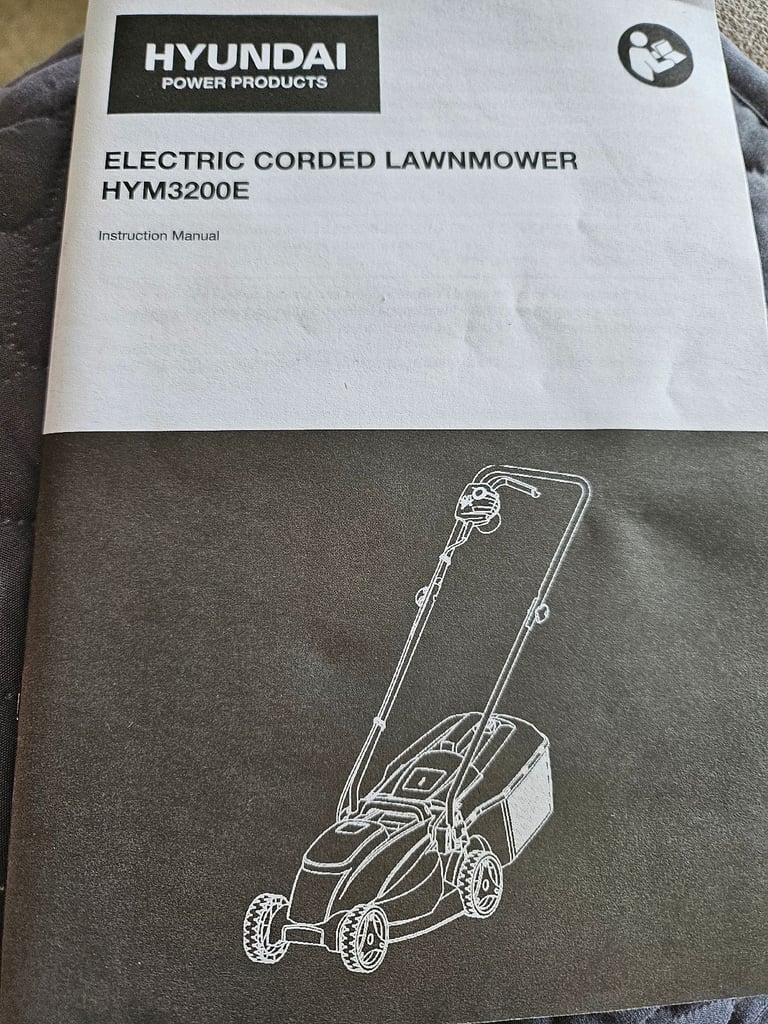 HYUNDAI
POWER PRODUCTS
ELECTRIC CORDED LAWNMOWER
HYM3200E
Instruction Manual